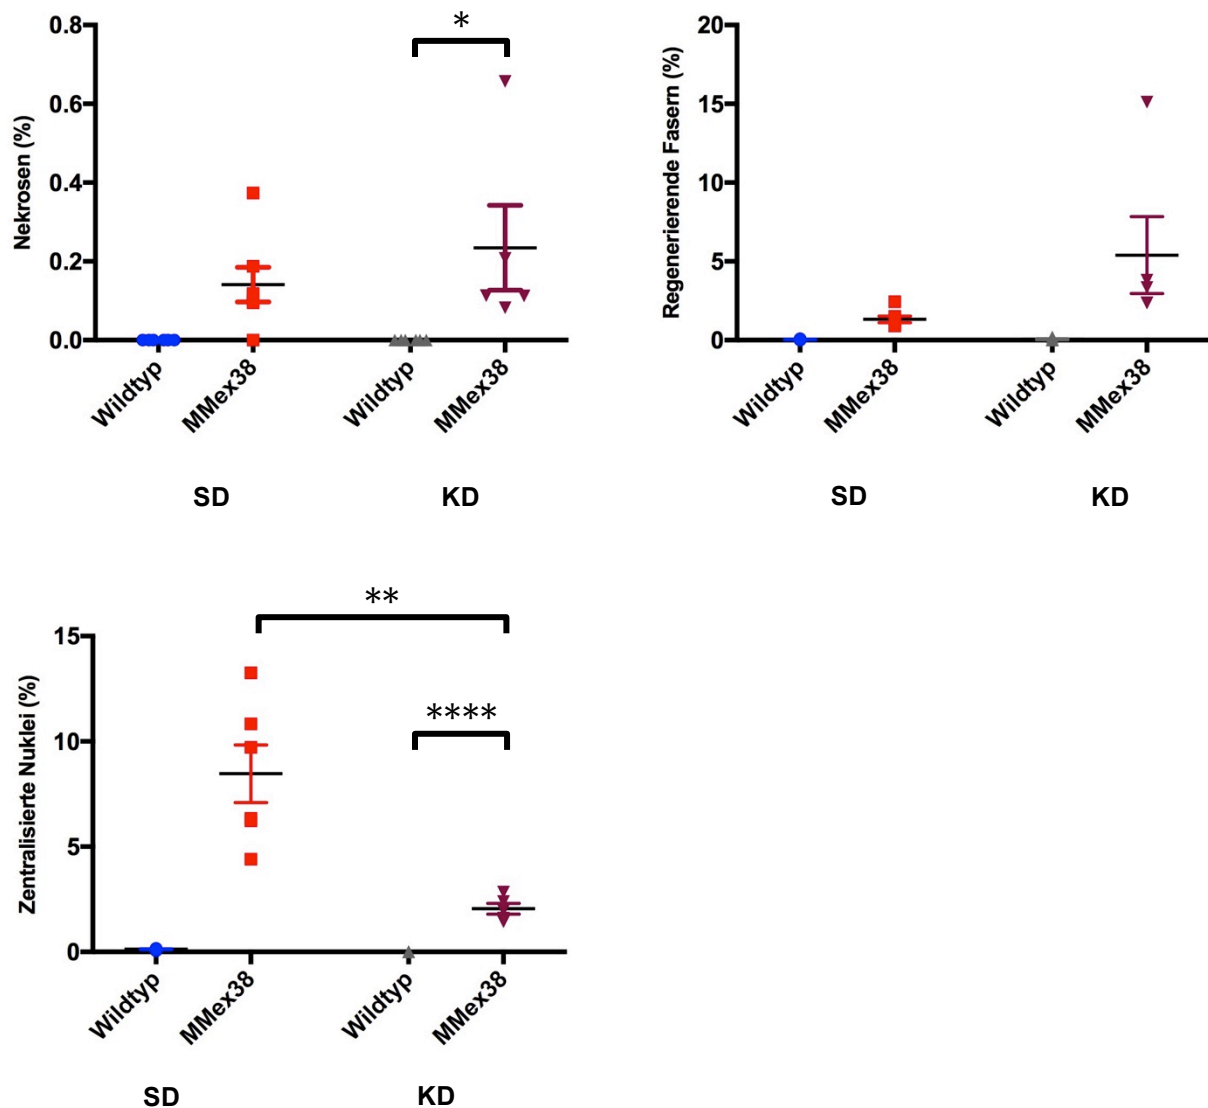 *
0.8
0.6
0.4
0.2
0.0
Nekrosen (%)
Wildtyp
MMex38
Wildtyp
MMex38
SD
KD
20
15
10
5
0
Regenerierende Fasern (%)
Wildtyp
MMex38
Wildtyp
MMex38
SD
KD
**
****
15
10
5
0
Zentralisierte Nuklei (%)
Wildtyp
MMex38
Wildtyp
MMex38
SD
KD